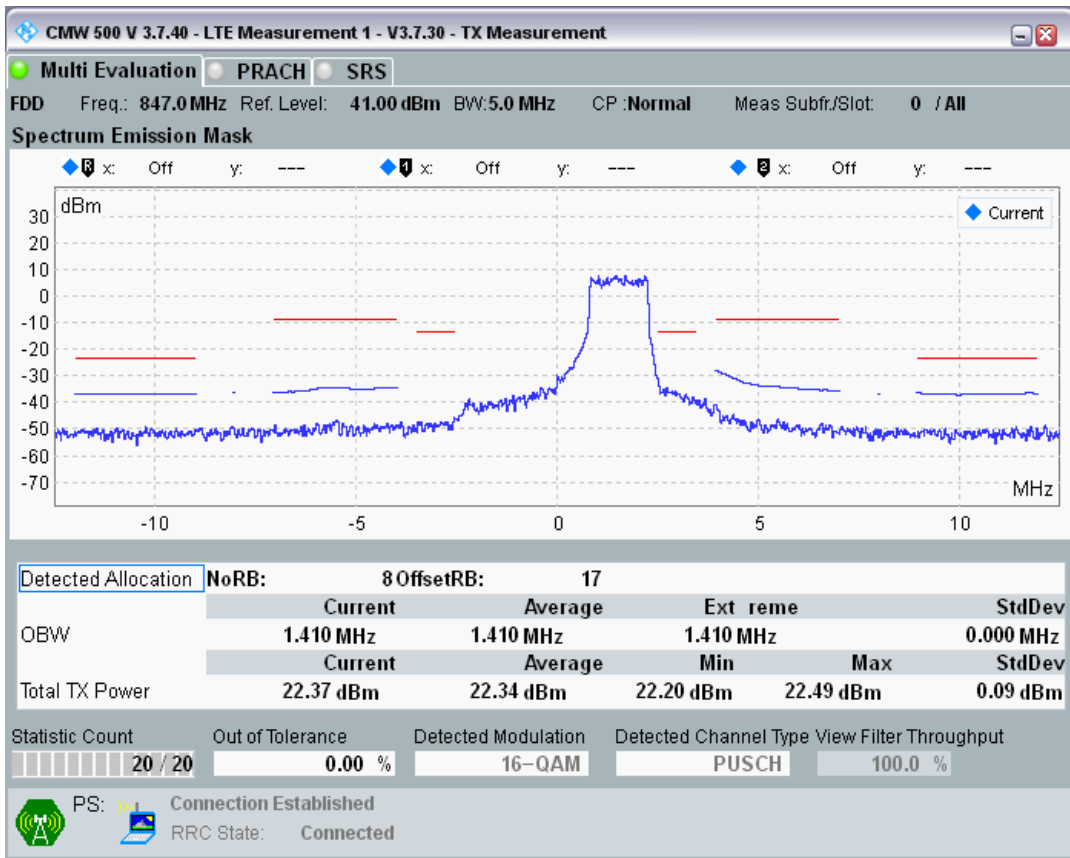 CMW 500 V 3.7.40 - LTE Measurement 1 - V3.7.30 - TX Measurement
Multi Evaluation PRACH SRS
FDD Freq.: 847.0 MHz Ref. Level: 41.00 dBm BW:5.0 MHz CP :Normal Meas Subfr./Slot: 0 / All
Spectrum Emission Mask
R x: Off y: --- 1 x: Off y: --- 2 x: Off y: ---
dBm
Current
30
20
10
0
-10
-20
-30
-40
-50
-60
-70
MHz
-10 -5 0 5 10
Detected Allocation NoRB: 8 OffsetRB: 17
Current Average Ext reme StdDev
OBW 1.410 MHz 1.410 MHz 1.410 MHz 0.000 MHz
Current Average Min Max StdDev
Total TX Power 22.37 dBm 22.34 dBm 22.20 dBm 22.49 dBm 0.09 dBm
Statistic Count Out of Tolerance Detected Modulation Detected Channel Type View Filter Throughput
20 / 20 0.00 % 16-QAM PUSCH 100.0 %
PS: Connection Established
RRC State: Connected